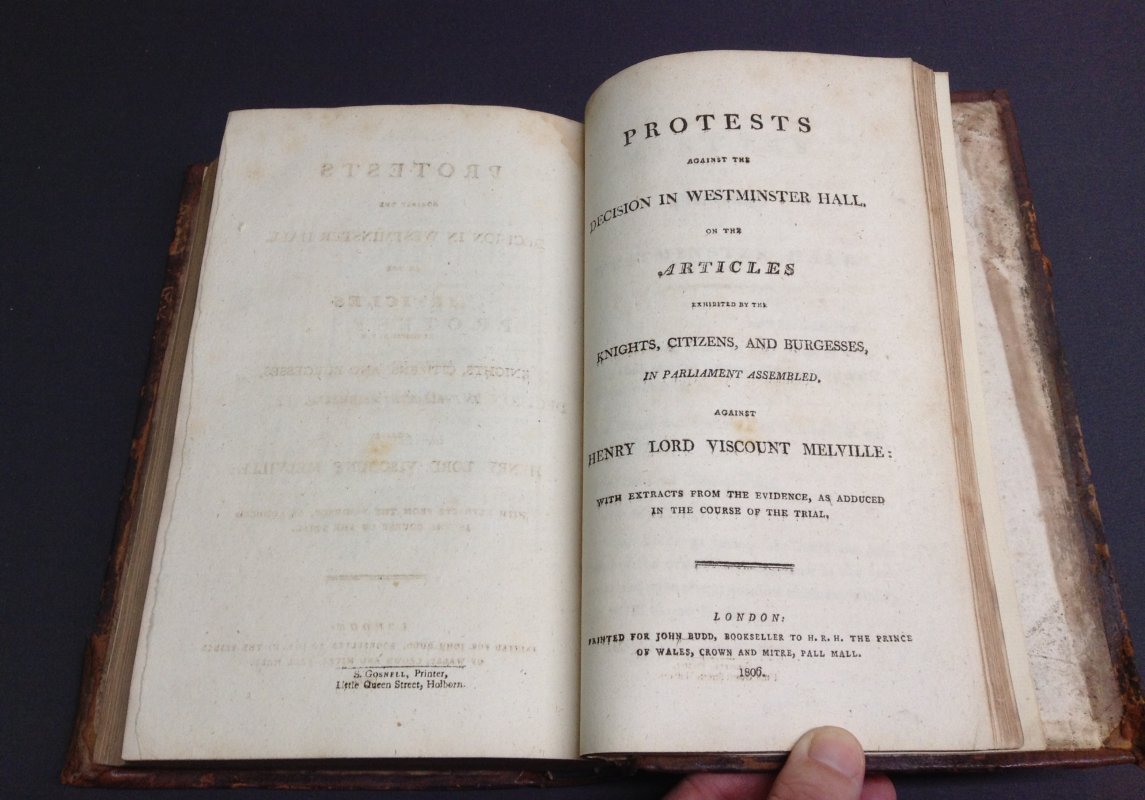 S. GOSNELL, Printer,
Little Queen Street, Holborn.
PROTESTS
AGAINST THE
DECISION IN WESTMINSTER HALL,
ON THE
ARTICLES
EXHIBITED BY THE
KNIGHTS, CITIZENS, AND BURGESSES,
IN PARLIAMENT ASSEMBLED,
AGAINST
HENRY LORD VISCOUNT MELVILLE:
WITH EXTRACTS FROM THE EVIDENCE, AS ADDUCED
IN THE COURSE OF THE TRIAL.
LONDON:
PRINTED FOR JOHN BUDD, BOOKSELLER TO H. R. H. THE PRINCE
OF WALES, CROWN AND MITRE, PALL MALL.
1806.